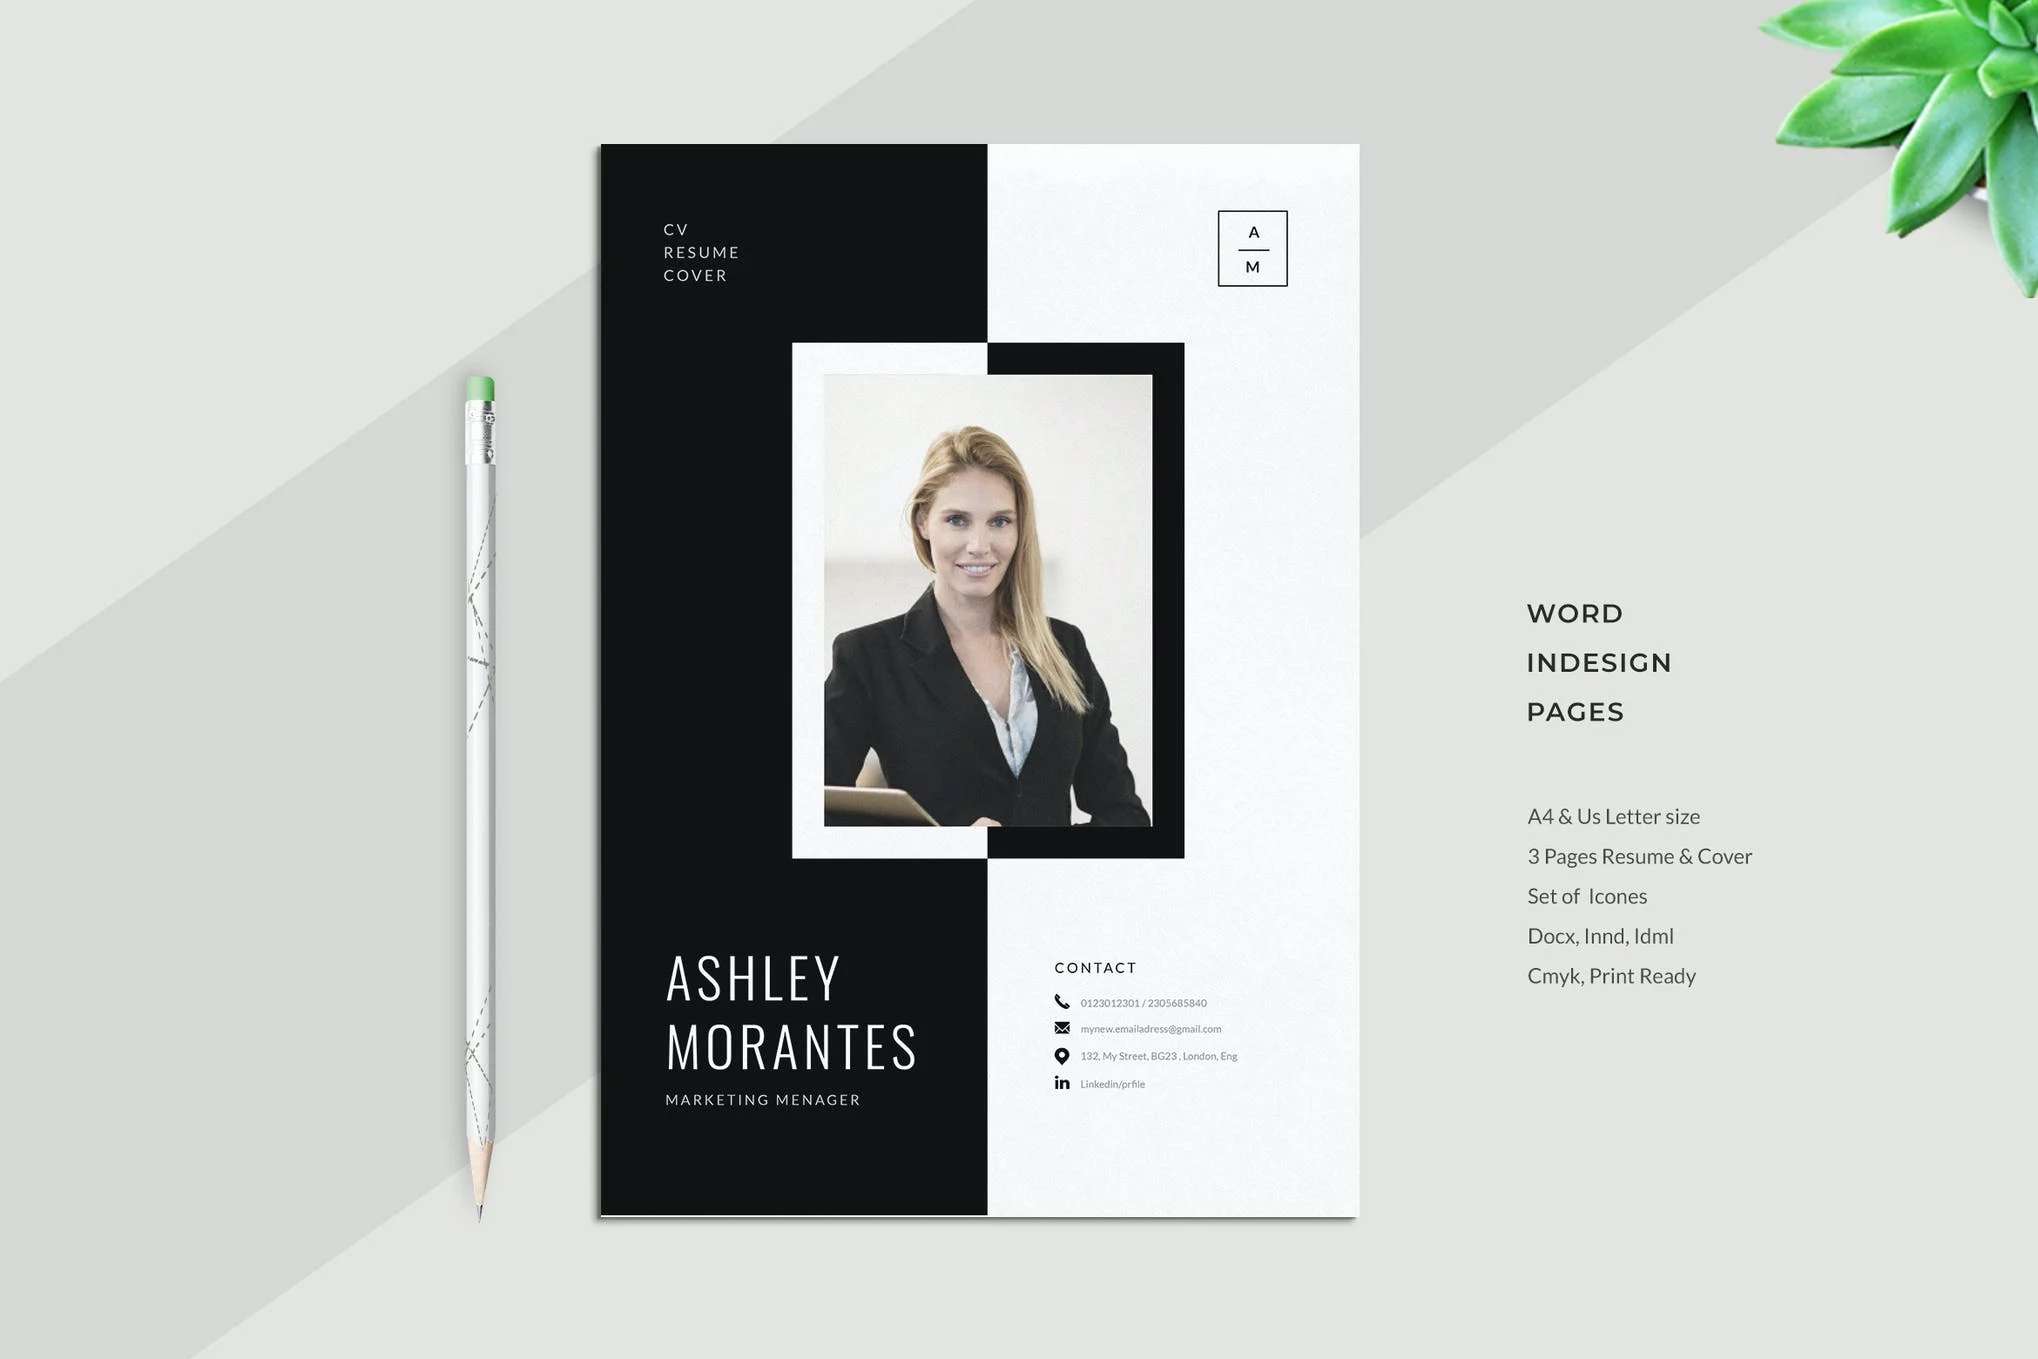 CV
RESUME
COVER
A
M
ASHLEY
MORANTES
MARKETING MENAGER
CONTACT
0123012301 / 2305685840
mynew.emailadress@gmail.com
132, My Street, BG23 , London, Eng
in Linkedin/prfile
WORD
INDESIGN
PAGES
A4 & Us Letter size
3 Pages Resume & Cover
Set of Icones
Docx, Innd, Idml
Cmyk, Print Ready